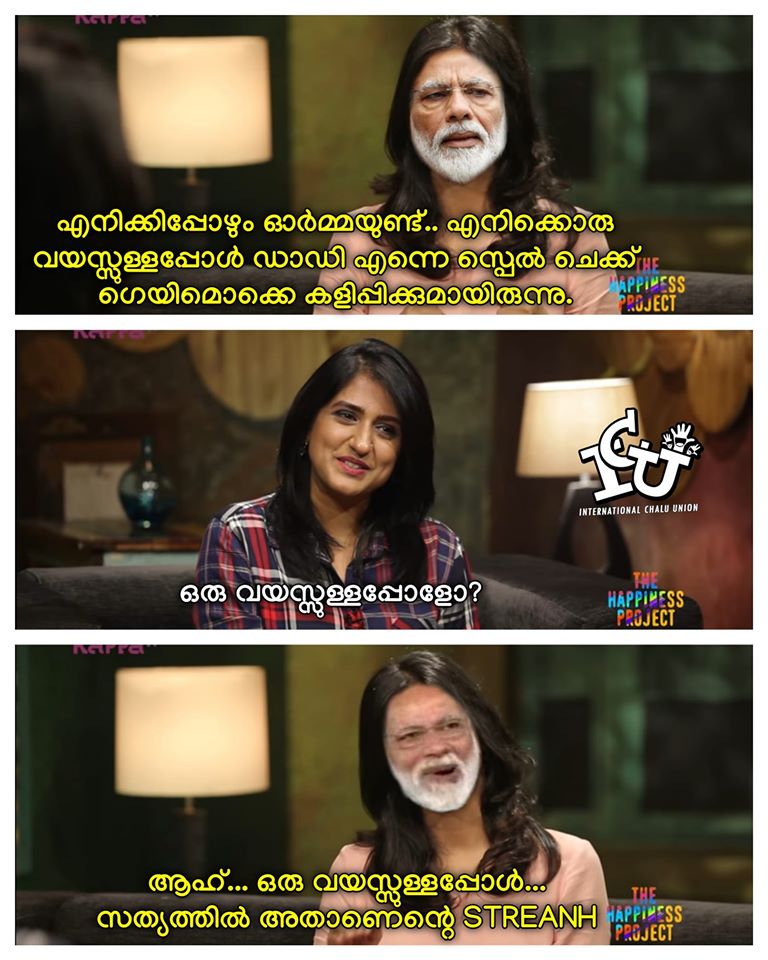 എനിക്കിപ്പോഴും ഓർമ്മയുണ്ട്.. എനിക്കൊരു
വയസ്സുള്ളപ്പോൾ ഡാഡി എന്നെ സ്പെൽ ചെക്ക്
ഗെയിമൊക്കെ കളിപ്പിക്കുമായിരുന്നു.
THE
HAPPINESS
PROJECT
ICU
INTERNATIONAL CHALU UNION
ഒരു വയസ്സുള്ളപ്പോളോ?
THE
HAPPINESS
PROJECT
ആഹ്... ഒരു വയസ്സുള്ളപ്പോൾ...
സത്യത്തിൽ അതാണെന്റെ STREANH
THE
HAPPINESS
PROJECT